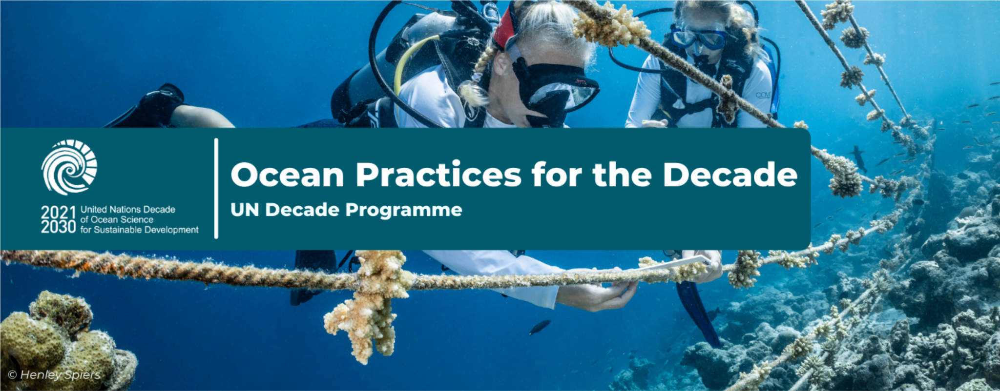 Ocean Practices for the Decade
UN Decade Programme
2021
2030
United Nations Decade
of Ocean Science
for Sustainable Development
© Henley Spiers